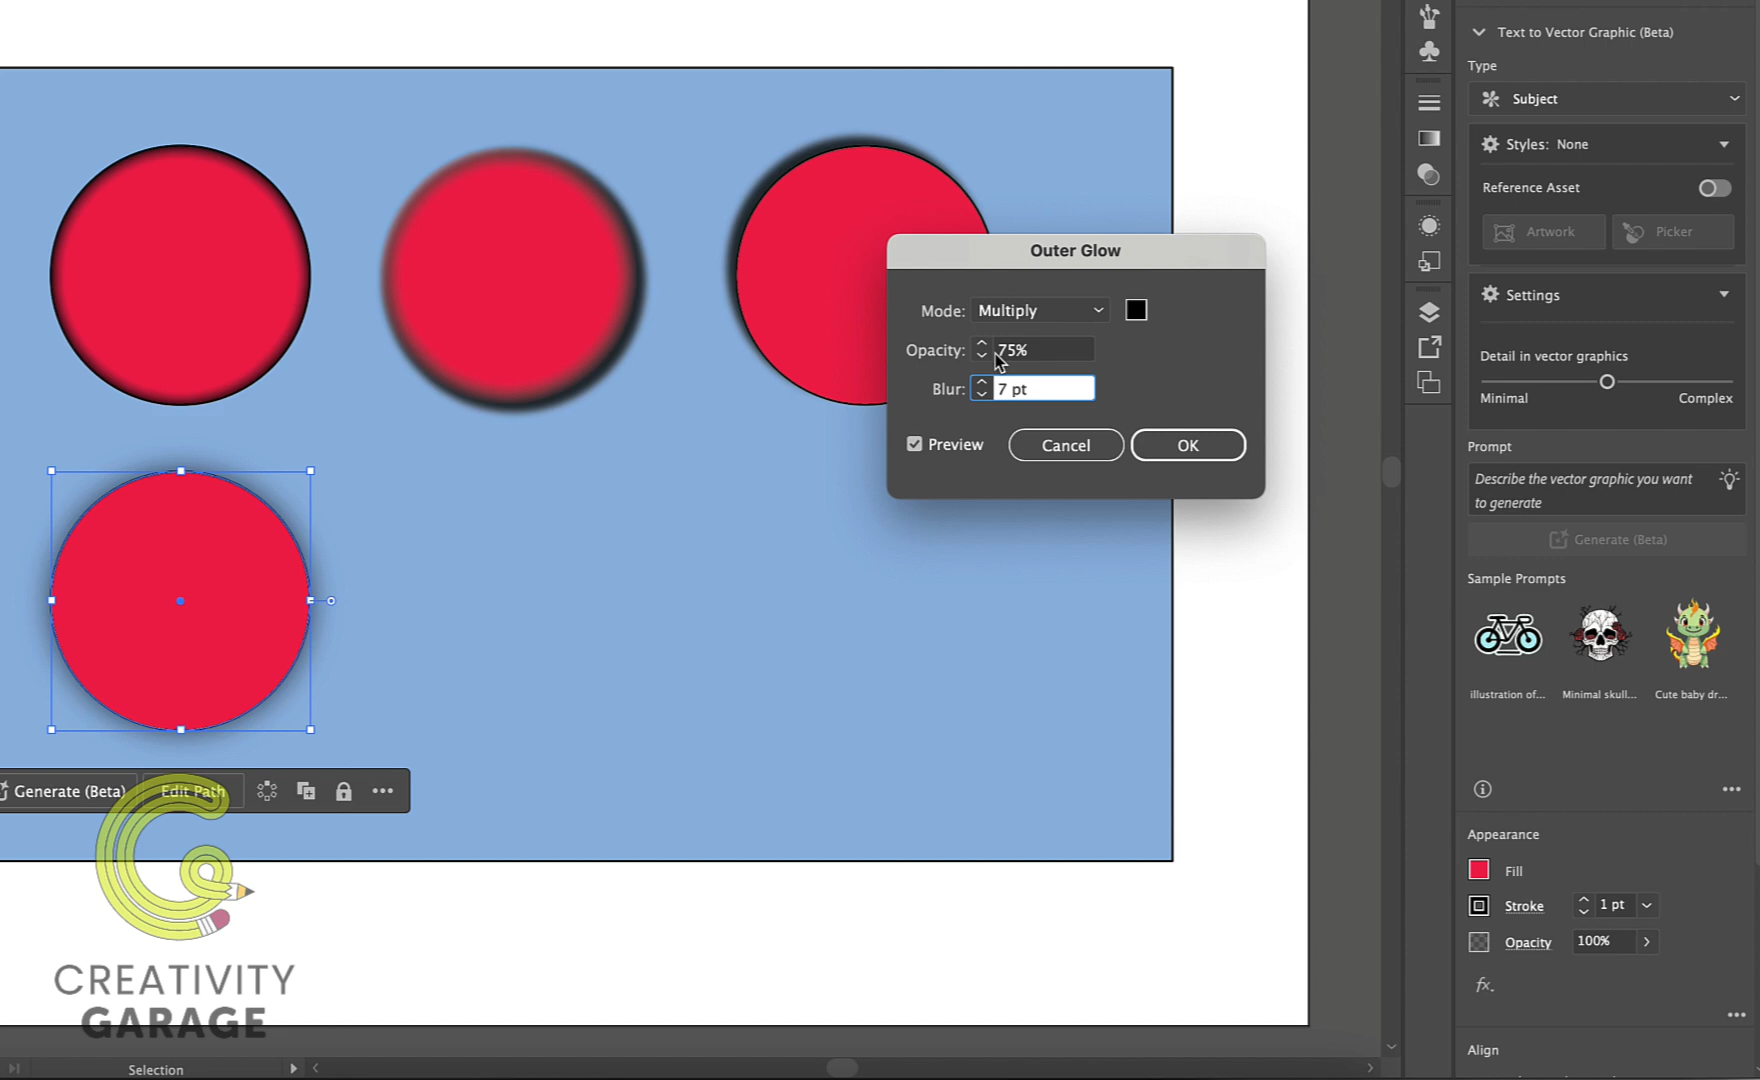 Text to Vector Graphic (Beta)
Type
Subject
Styles: None
Reference Asset
Artwork
Picker
Settings
Detail in vector graphics
Minimal
Complex
Prompt
Describe the vector graphic you want
to generate
Generate (Beta)
Sample Prompts
illustration of...
Minimal skull...
Cute baby dr...
Appearance
Fill
Stroke
1 pt
Opacity
100%
fx.
Align
Outer Glow
Mode: Multiply
Opacity: 75%
Blur: 7 pt
Preview
Cancel
OK
Generate (Beta)
Edit Path
CREATIVITY
GARAGE
Selection